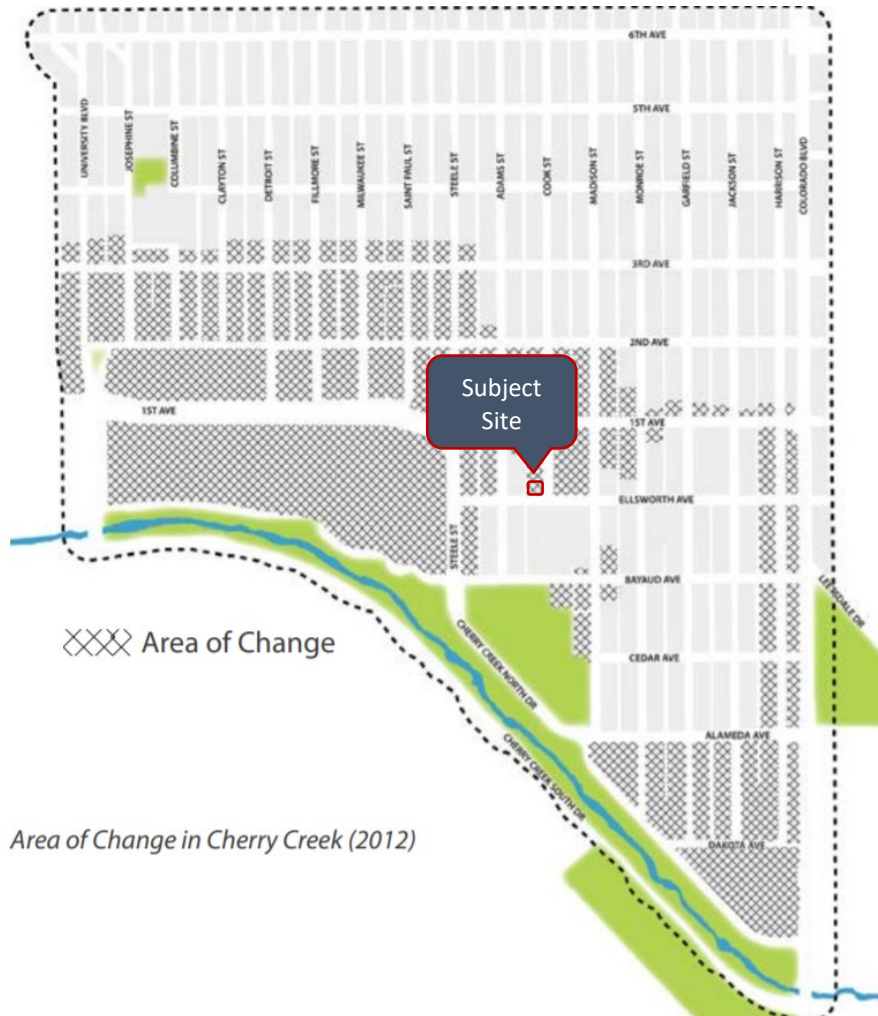 6TH AVE
5TH AVE
UNIVERSITY BLVD
JOSEPHINE ST
COLUMBINE ST
CLAYTON ST
DETROIT ST
FILLMORE ST
MILWAUKEE ST
SAINT PAUL ST
STEELE ST
ADAMS ST
COOK ST
MADISON ST
MONROE ST
GARFIELD ST
JACKSON ST
HARRISON ST
COLORADO BLVD
3RD AVE
2ND AVE
Subject
Site
1ST AVE
1ST AVE
ELLSWORTH AVE
STEELE ST
BAYAUD AVE
LEETSDALE DR
Area of Change
CEDAR AVE
CHERRY CREEK NORTH DR
ALAMEDA AVE
CHERRY CREEK SOUTH DR
Area of Change in Cherry Creek (2012)
DAKOTA AVE